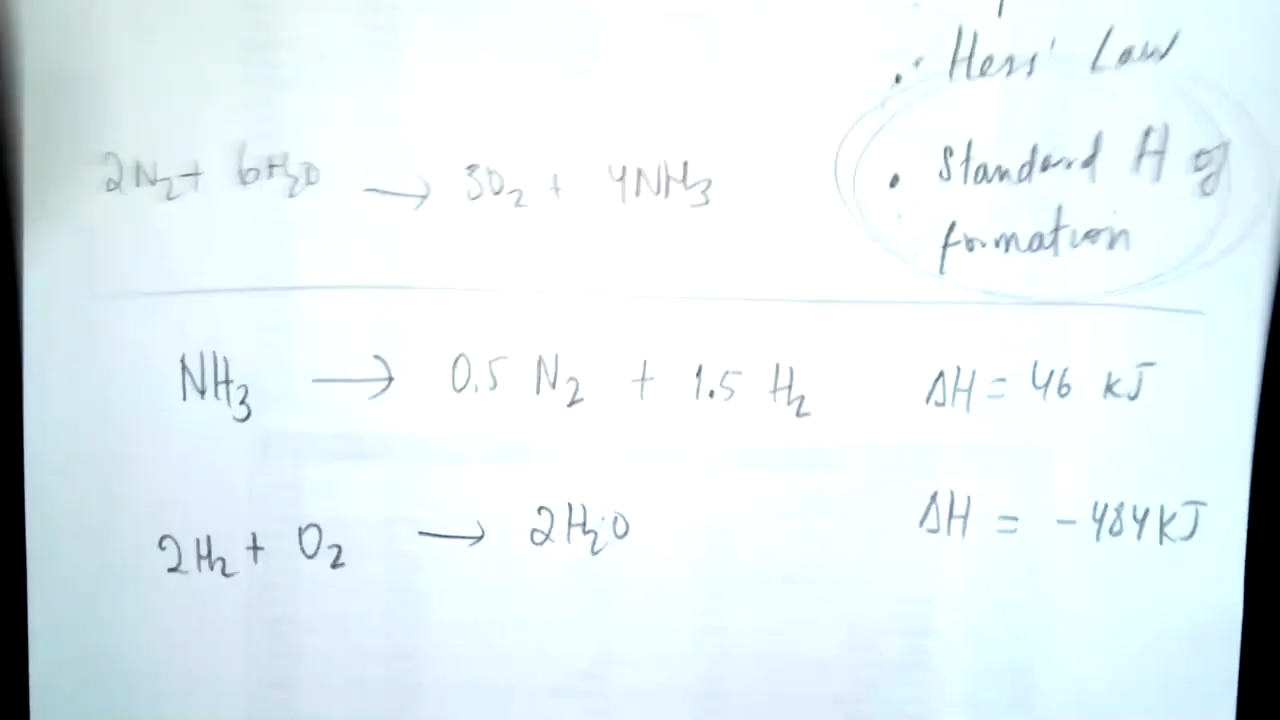 · Hess' Law
2N₂ + 6H₂O → 3O₂ + 4NH₃
· Standard H of
formation
NH₃ → 0.5 N₂ + 1.5 H₂ ΔH = 46 kJ
2H₂ + O₂ → 2H₂O ΔH = -484 kJ